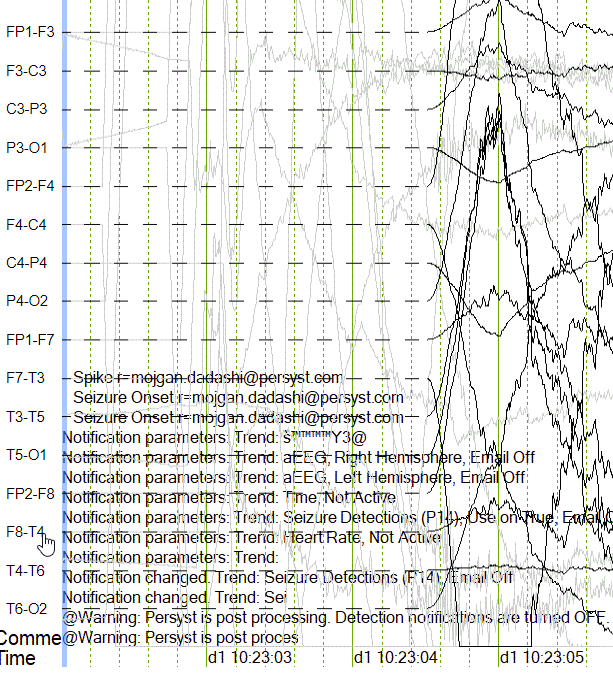 FP1-F3
F3-C3
C3-P3
P3-O1
FP2-F4
F4-C4
C4-P4
P4-O2
FP1-F7
F7-T3
Spike r=mojgan.dadashi@persyst.com
Seizure Onset r=mojgan.dadashi@persyst.com
T3-T5
Seizure Onset r=mojgan.dadashi@persyst.com
Notification parameters: Trend:
T5-O1
Notification parameters: Trend: aEEG, Right Hemisphere, Email Off
Notification parameters: Trend: aEEG, Left Hemisphere, Email Off
FP2-F8
Notification parameters: Trend: Time, Not Active
Notification parameters: Trend: Seizure Detections (P14), Use on True, Email
F8-T4
Notification parameters: Trend: Heart Rate, Not Active
Notification parameters: Trend:
T4-T6
Notification changed. Trend: Seizure Detections (P14), Email Off
Notification changed. Trend: Sei
T6-O2
@Warning: Persyst is post processing. Detection notifications are turned OFF.
Comme
@Warning: Persyst is post proces
Time
d1 10:23:03
d1 10:23:04
d1 10:23:05